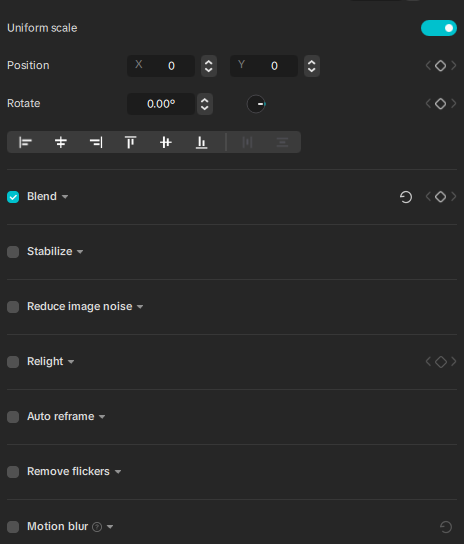 Uniform scale
Position X 0 Y 0
Rotate 0.00°
Blend
Stabilize
Reduce image noise
Relight
Auto reframe
Remove flickers
Motion blur ?